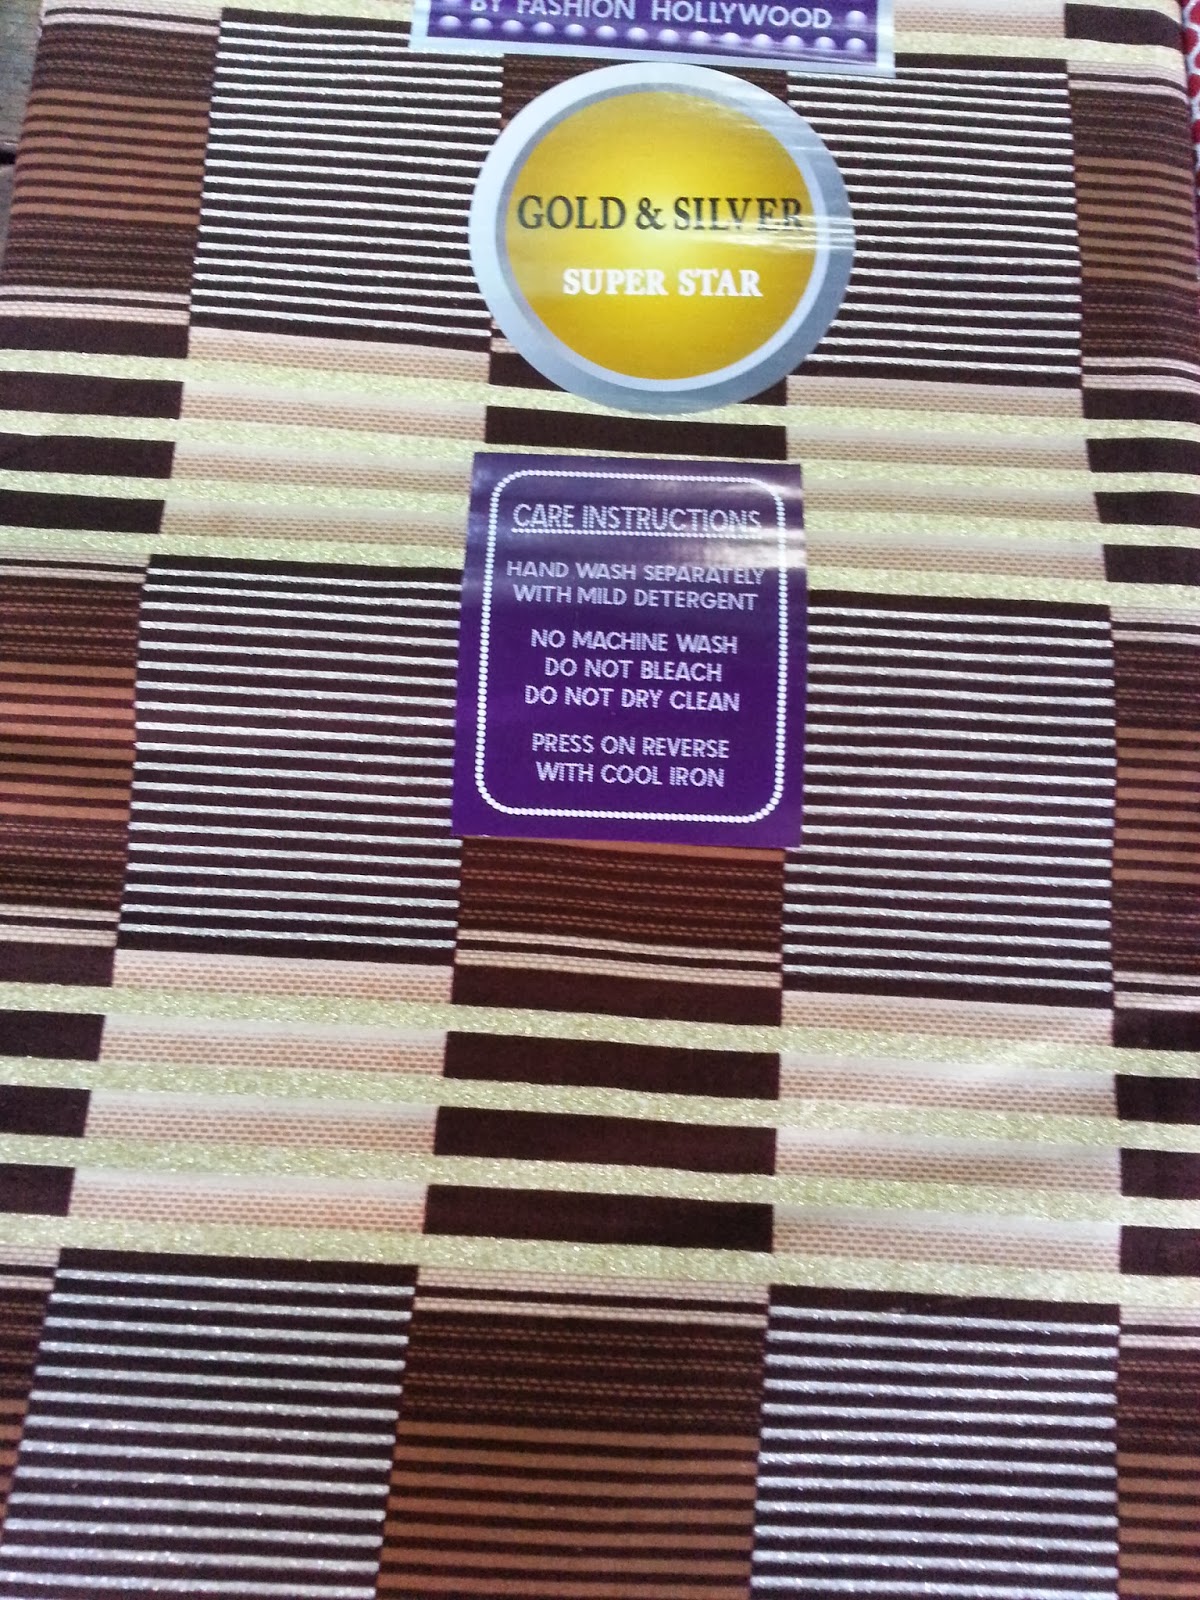 BY FASHION HOLLYWOOD
GOLD & SILVER
SUPER STAR
CARE INSTRUCTIONS
HAND WASH SEPARATELY
WITH MILD DETERGENT
NO MACHINE WASH
DO NOT BLEACH
DO NOT DRY CLEAN
PRESS ON REVERSE
WITH COOL IRON